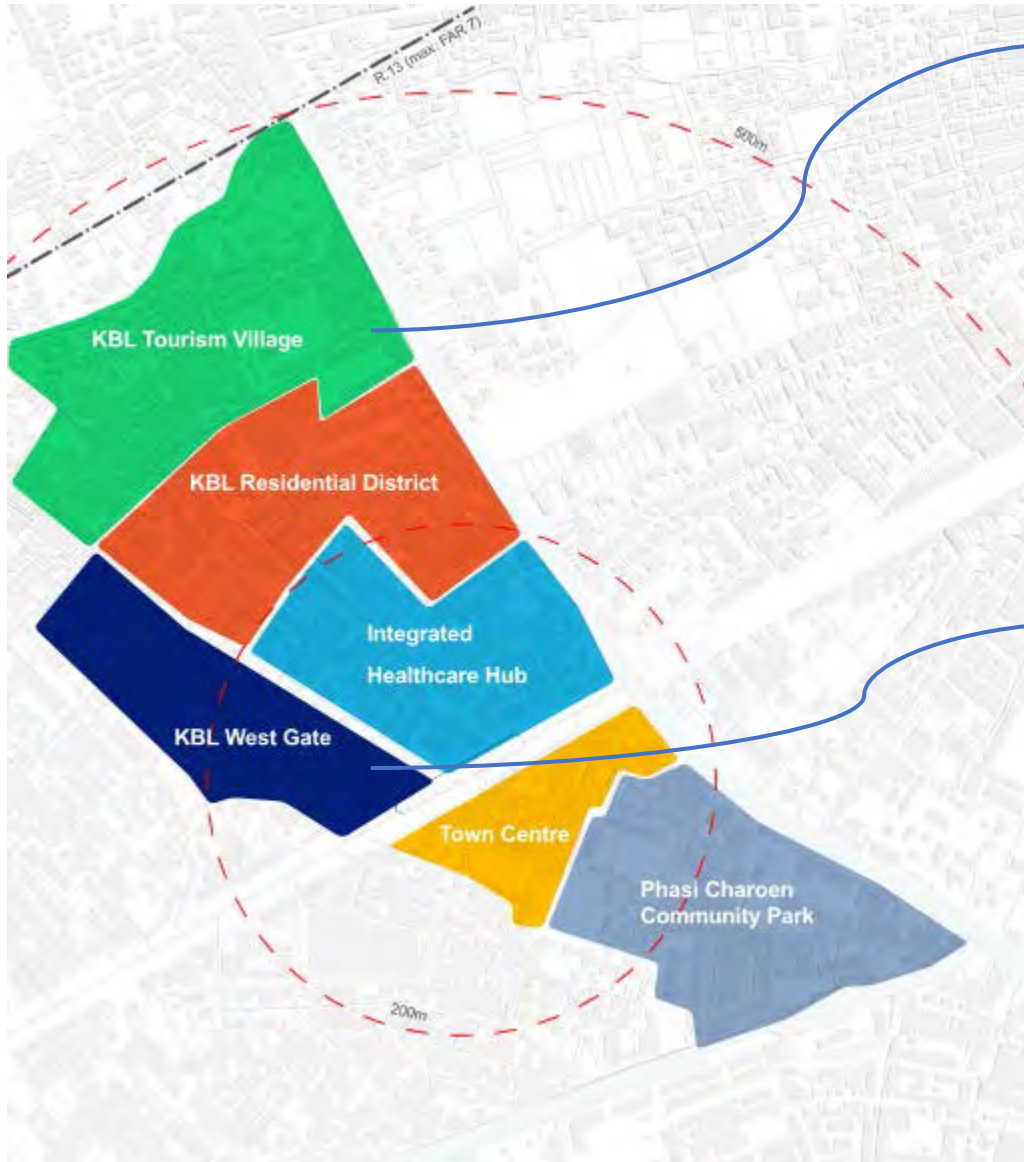 R.13 (max. FAR 7)
500m
KBL Tourism Village
KBL Residential District
Integrated
Healthcare Hub
KBL West Gate
Town Centre
Phasi Charoen
Community Park
200m